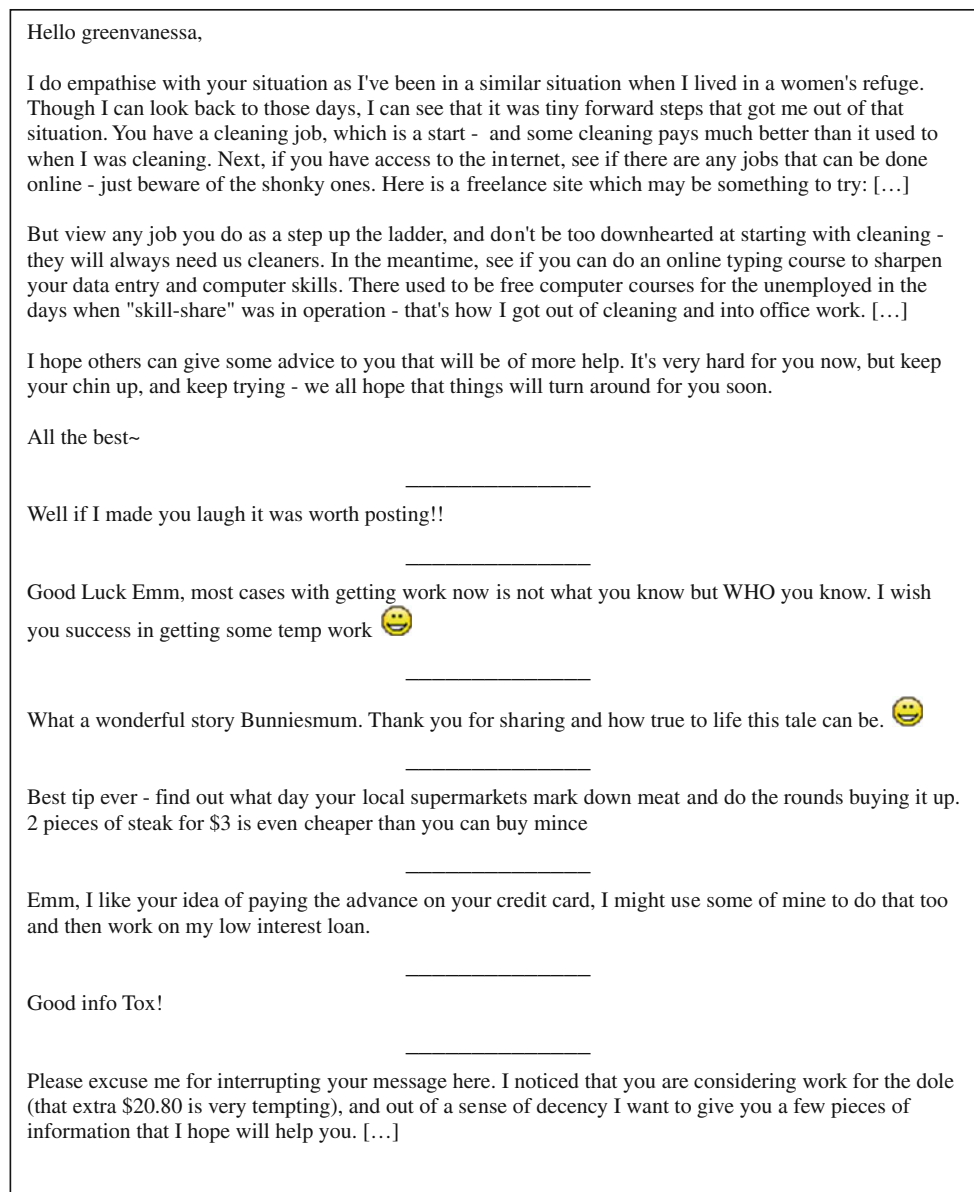 Hello greenvanessa,
I do empathise with your situation as I've been in a similar situation when I lived in a women's refuge.
Though I can look back to those days, I can see that it was tiny forward steps that got me out of that
situation. You have a cleaning job, which is a start - and some cleaning pays much better than it used to
when I was cleaning. Next, if you have access to the internet, see if there are any jobs that can be done
online - just beware of the shonky ones. Here is a freelance site which may be something to try: […]
But view any job you do as a step up the ladder, and don't be too downhearted at starting with cleaning -
they will always need us cleaners. In the meantime, see if you can do an online typing course to sharpen
your data entry and computer skills. There used to be free computer courses for the unemployed in the
days when "skill-share" was in operation - that's how I got out of cleaning and into office work. […]
I hope others can give some advice to you that will be of more help. It's very hard for you now, but keep
your chin up, and keep trying - we all hope that things will turn around for you soon.
All the best~
Well if I made you laugh it was worth posting!!
Good Luck Emm, most cases with getting work now is not what you know but WHO you know. I wish
you success in getting some temp work
What a wonderful story Bunniesmum. Thank you for sharing and how true to life this tale can be.
Best tip ever - find out what day your local supermarkets mark down meat and do the rounds buying it up.
2 pieces of steak for $3 is even cheaper than you can buy mince
Emm, I like your idea of paying the advance on your credit card, I might use some of mine to do that too
and then work on my low interest loan.
Good info Tox!
Please excuse me for interrupting your message here. I noticed that you are considering work for the dole
(that extra $20.80 is very tempting), and out of a sense of decency I want to give you a few pieces of
information that I hope will help you. […]